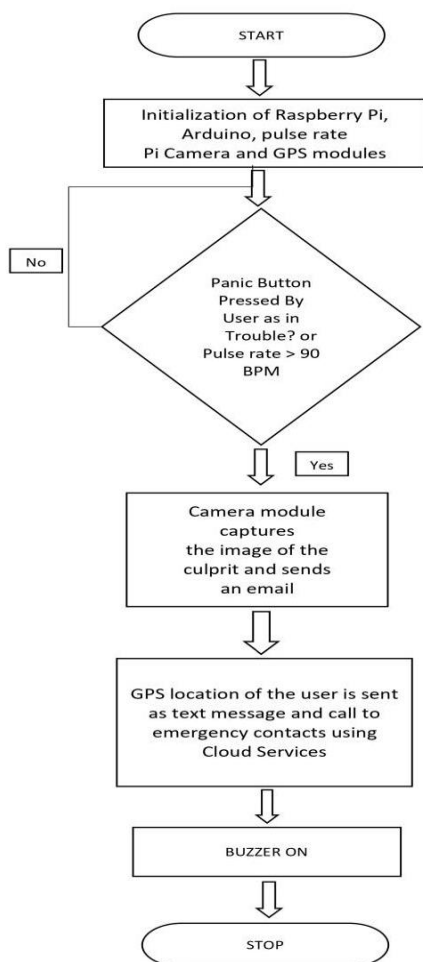 START
Initialization of Raspberry Pi,
Arduino, pulse rate
Pi Camera and GPS modules
No
Panic Button
Pressed By
User as in
Trouble? or
Pulse rate > 90
BPM
Yes
Camera module
captures
the image of the
culprit and sends
an email
GPS location of the user is sent
as text message and call to
emergency contacts using
Cloud Services
BUZZER ON
STOP